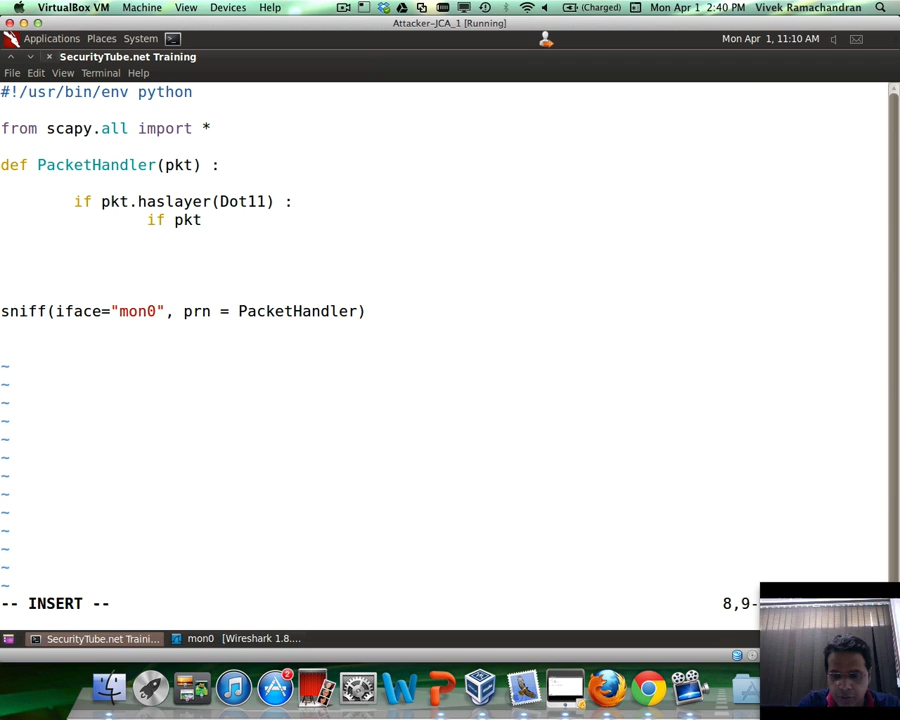 VirtualBox VM Machine View Devices Help (Charged) Mon Apr 1 2:40 PM Vivek Ramachandran
Attacker-JCA_1 [Running]
Applications Places System Mon Apr 1, 11:10 AM
SecurityTube.net Training
File Edit View Terminal Help
#!/usr/bin/env python
from scapy.all import *
def PacketHandler(pkt) :
if pkt.haslayer(Dot11) :
if pkt
sniff(iface="mon0", prn = PacketHandler)
~
~
~
~
~
~
~
~
~
~
~
~
~
-- INSERT -- 8,9-
SecurityTube.net Traini... mon0 [Wireshark 1.8....
2